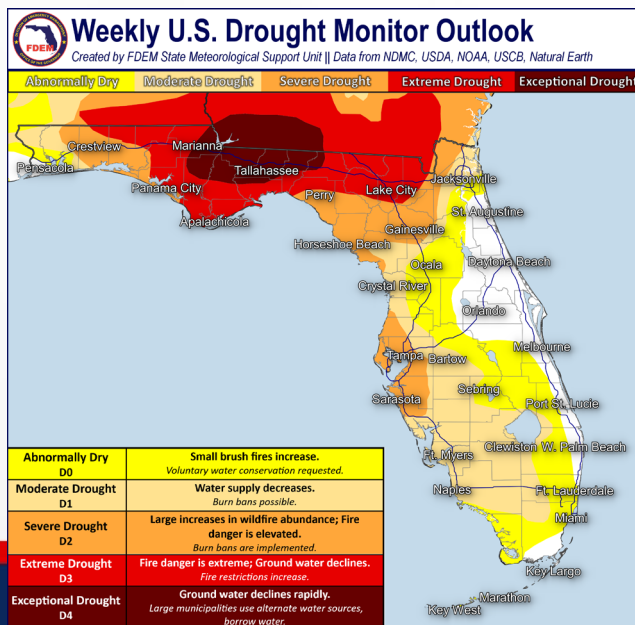 Weekly U.S. Drought Monitor Outlook
Created by FDEM State Meteorological Support Unit || Data from NDMC, USDA, NOAA, USCB, Natural Earth
FDEM
Abnormally Dry Moderate Drought Severe Drought Extreme Drought Exceptional Drought
Crestview
Marianna
Pensacola
Tallahassee
Jacksonville
Panama City
Perry
Lake City
Apalachicola
St. Augustine
Gainesville
Horseshoe Beach
Ocala
Daytona Beach
Crystal River
Orlando
Melbourne
Tampa
Bartow
Sebring
Sarasota
Port St. Lucie
Clewiston
W. Palm Beach
Ft. Myers
Naples
Ft. Lauderdale
Miami
Key Largo
Marathon
Key West
Abnormally Dry
D0
Small brush fires increase.
Voluntary water conservation requested.
Moderate Drought
D1
Water supply decreases.
Burn bans possible.
Severe Drought
D2
Large increases in wildfire abundance; Fire
danger is elevated.
Burn bans are implemented.
Extreme Drought
D3
Fire danger is extreme; Ground water declines.
Fire restrictions increase.
Exceptional Drought
D4
Ground water declines rapidly.
Large municipalities use alternate water sources,
borrow water.